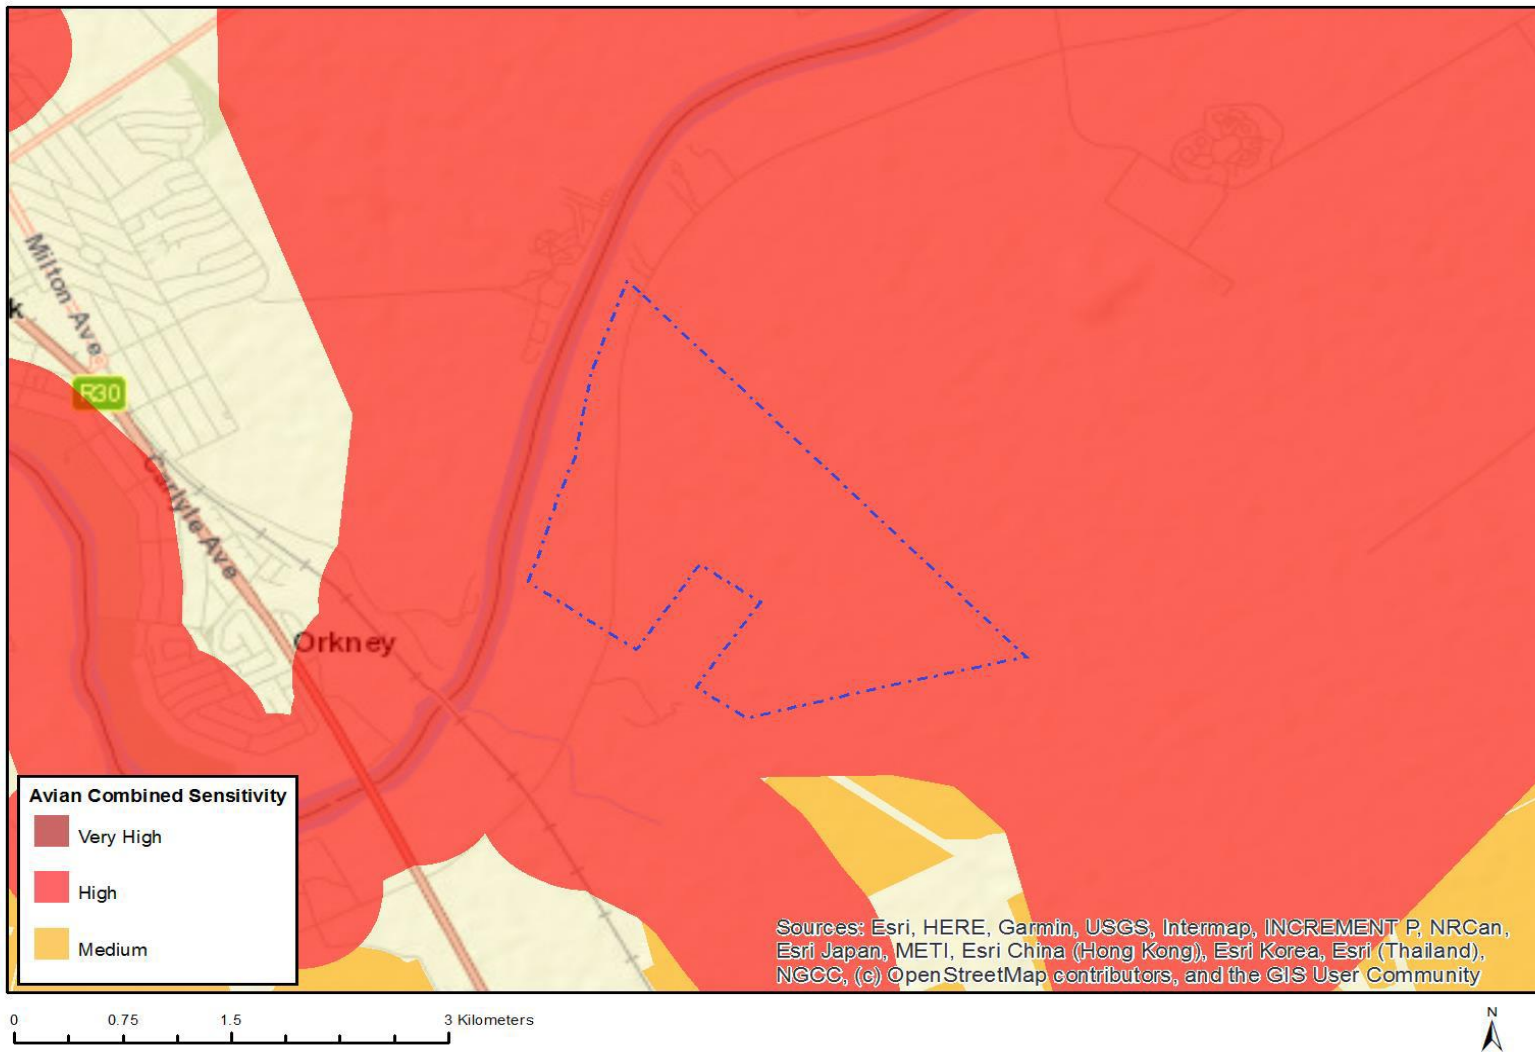 Milton Ave
k
R30
Carlyle Ave
Orkney
Avian Combined Sensitivity
Very High
High
Medium
Sources: Esri, HERE, Garmin, USGS, Intermap, INCREMENT P, NRCan,
Esri Japan, METI, Esri China (Hong Kong), Esri Korea, Esri (Thailand),
NGCC, (c) OpenStreetMap contributors, and the GIS User Community
0 0.75 1.5 3 Kilometers
N